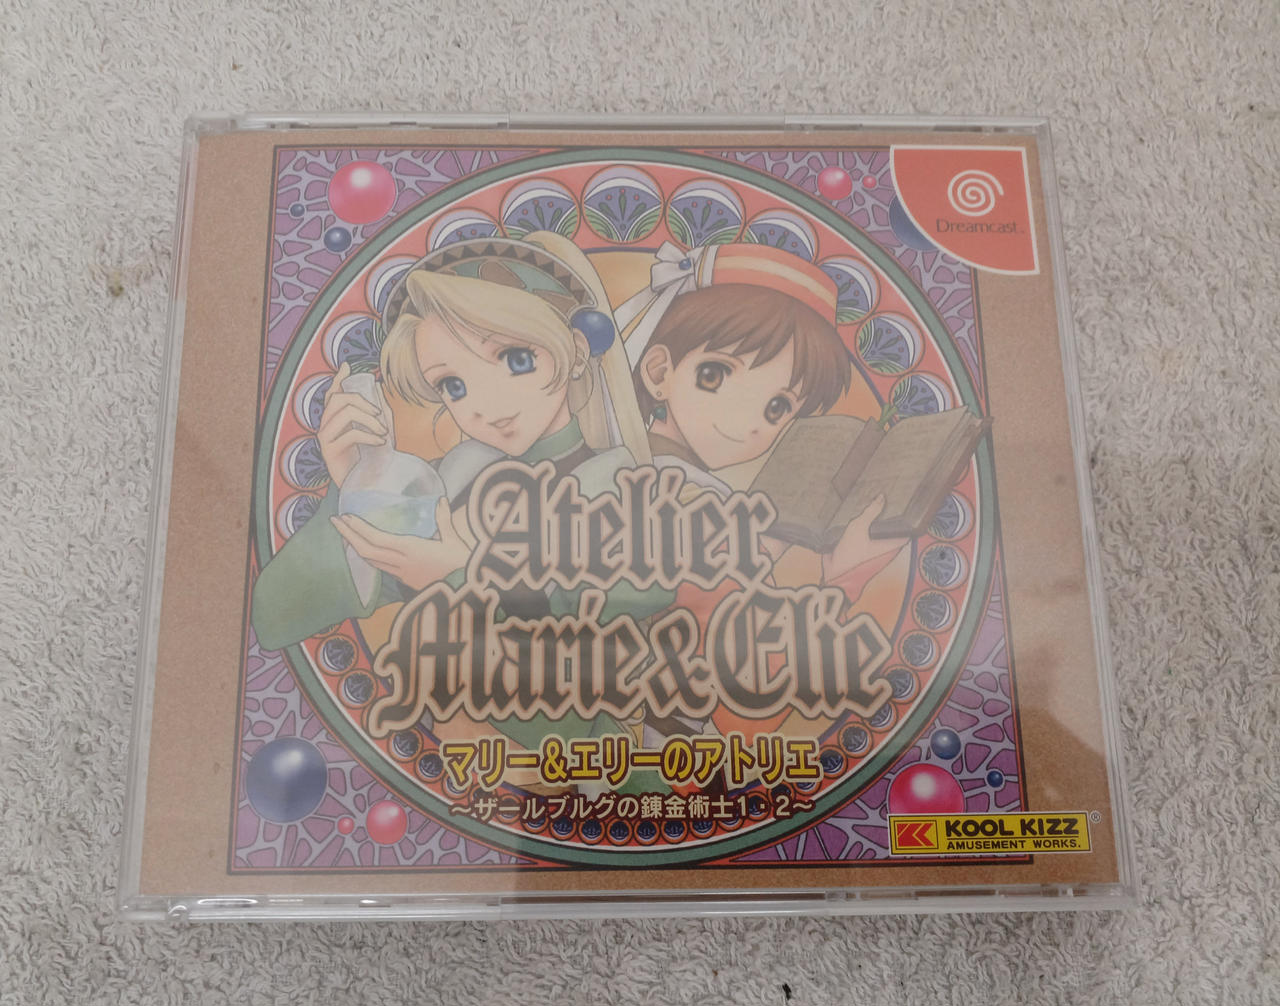 Dreamcast™
Atelier
Marie & Elie
マリー&エリーのアトリエ
～ザールブルグの錬金術士1・2～
KOOL KIZZ®
AMUSEMENT WORKS.